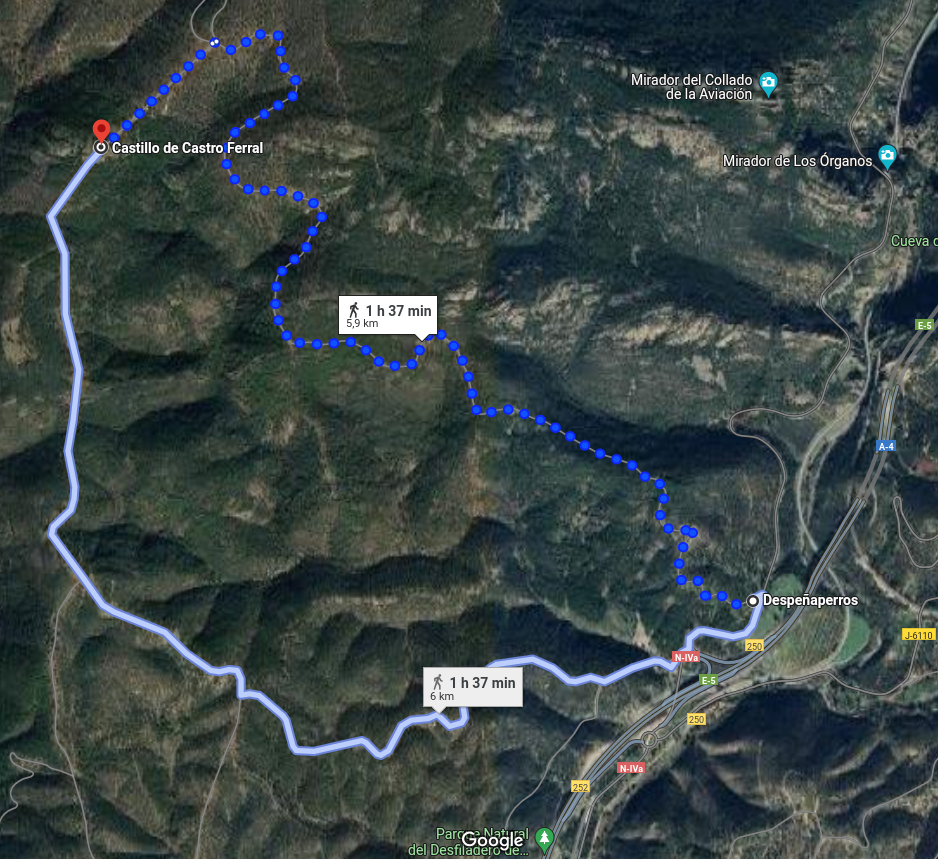 Mirador del Collado
de la Aviación
Castillo de Castro Ferral
Mirador de Los Órganos
Cueva d
1 h 37 min
5,9 km
E-5
A-4
Despeñaperros
J-6110
250
N-IVa
E-5
1 h 37 min
6 km
250
N-IVa
252
Parque Natural
del Desfiladero de...
Google